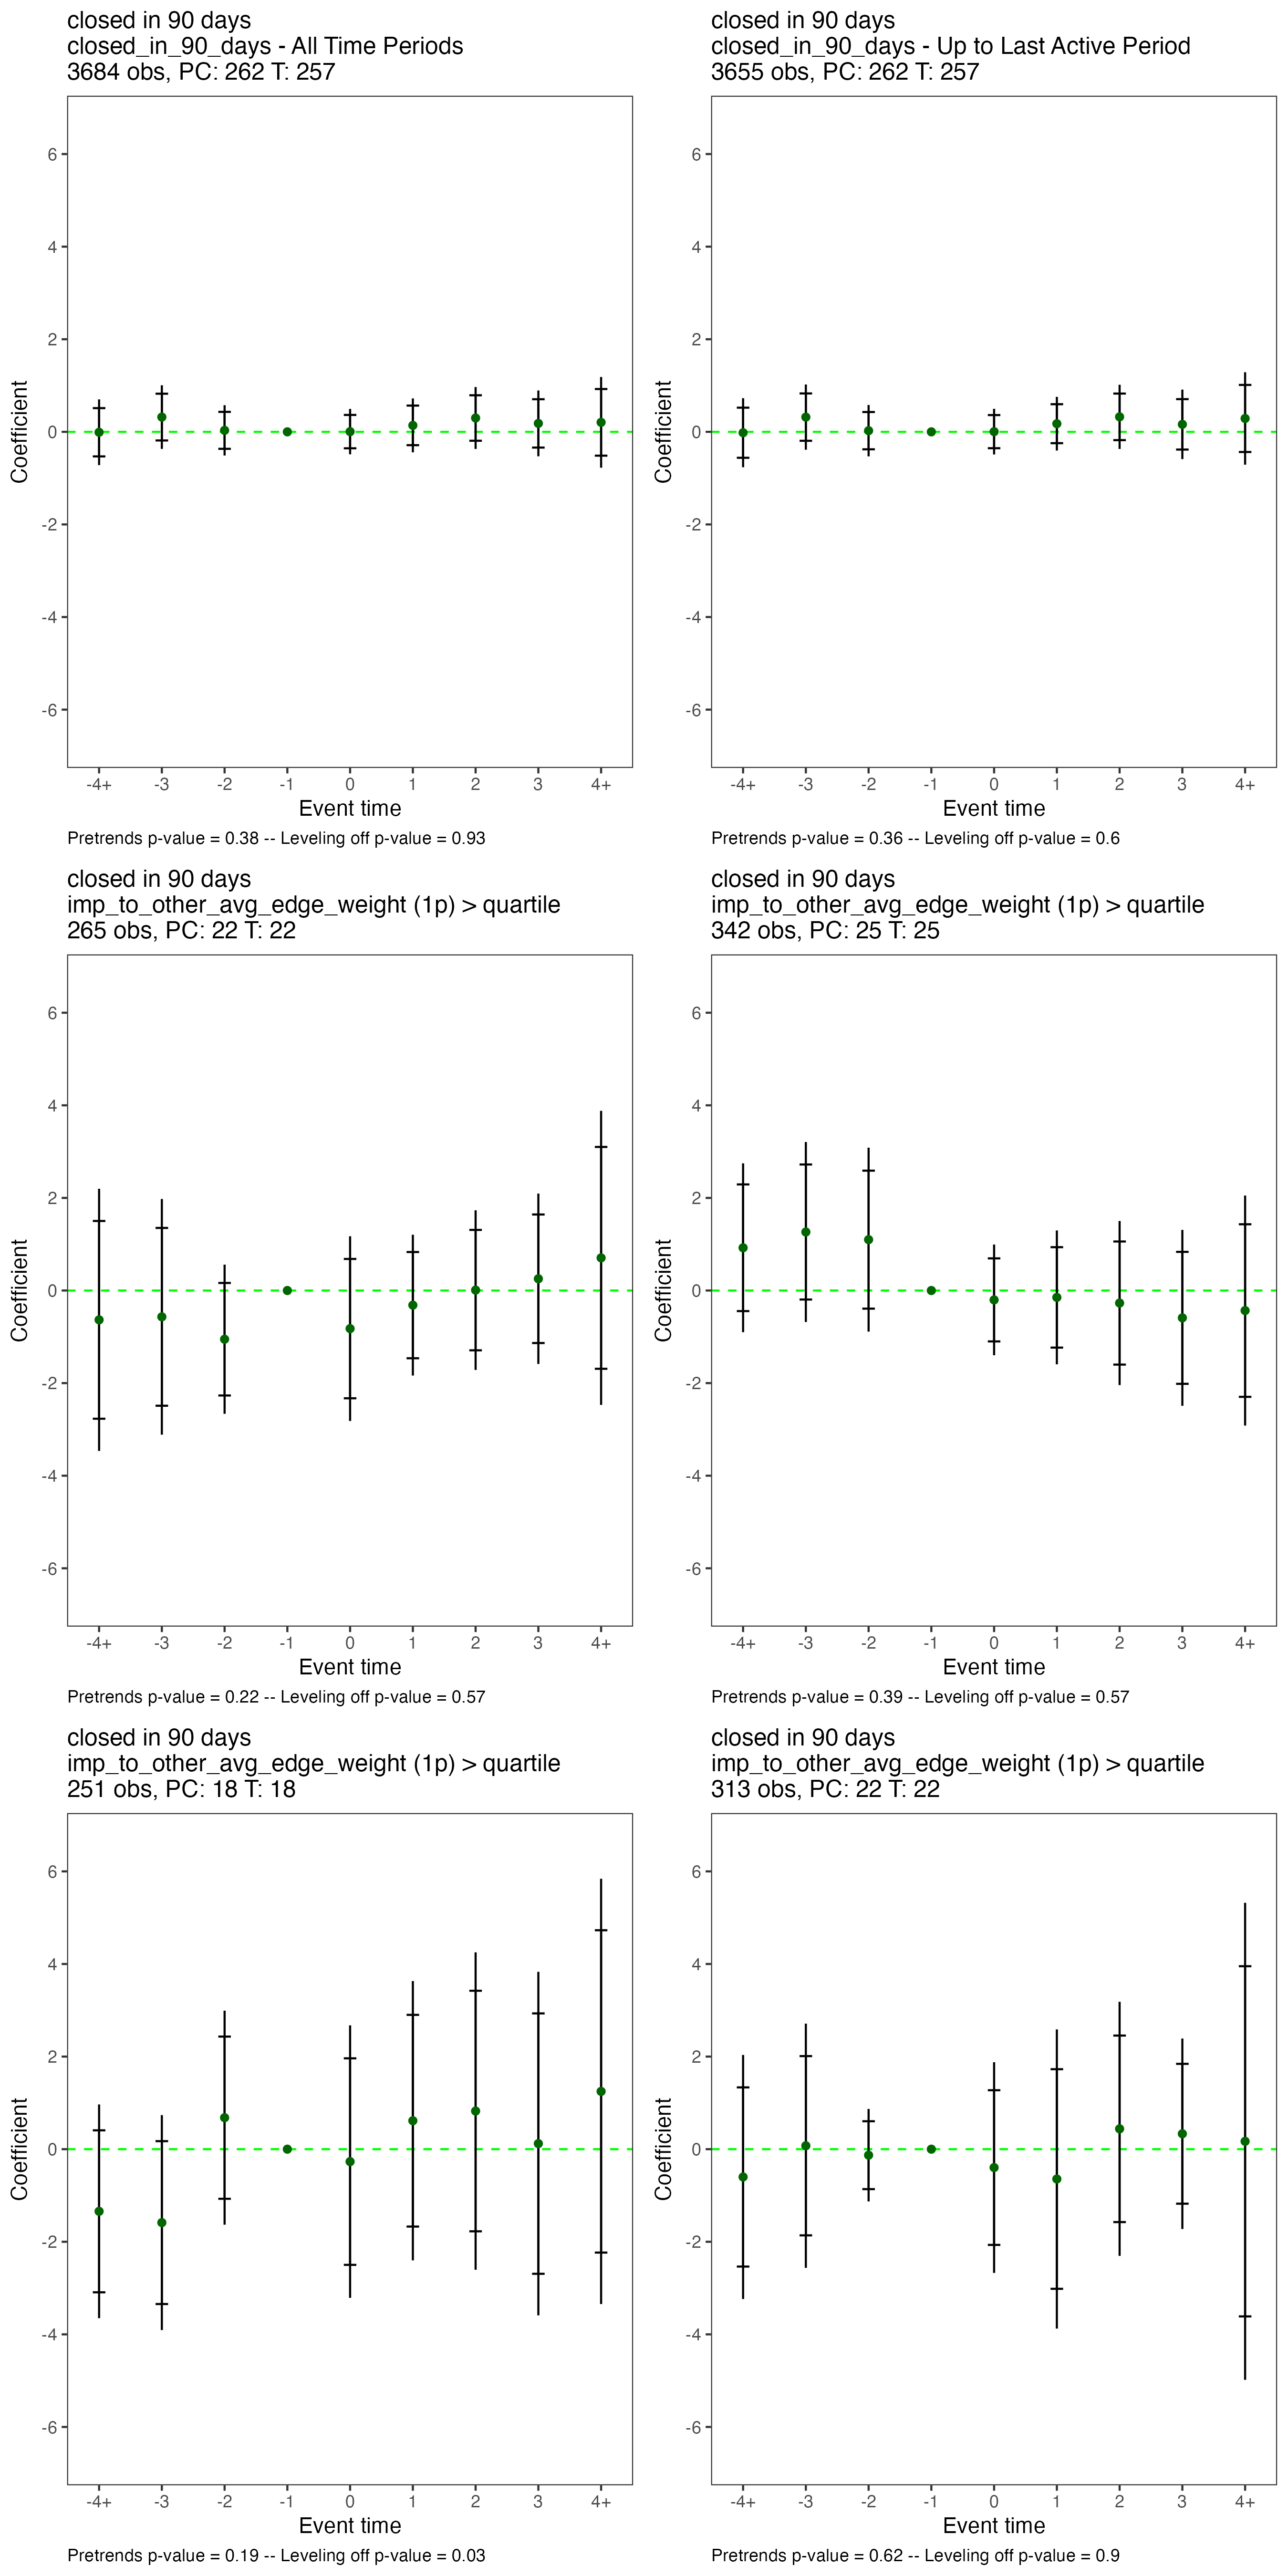 closed in 90 days
closed_in_90_days - All Time Periods
3684 obs, PC: 262 T: 257
6
4
2
0
-2
-4
-6
Coefficient
-4+ -3 -2 -1 0 1 2 3 4+
Event time
Pretrends p-value = 0.38 -- Leveling off p-value = 0.93
closed in 90 days
closed_in_90_days - Up to Last Active Period
3655 obs, PC: 262 T: 257
6
4
2
0
-2
-4
-6
Coefficient
-4+ -3 -2 -1 0 1 2 3 4+
Event time
Pretrends p-value = 0.36 -- Leveling off p-value = 0.6
closed in 90 days
imp_to_other_avg_edge_weight (1p) > quartile
265 obs, PC: 22 T: 22
6
4
2
0
-2
-4
-6
Coefficient
-4+ -3 -2 -1 0 1 2 3 4+
Event time
Pretrends p-value = 0.22 -- Leveling off p-value = 0.57
closed in 90 days
imp_to_other_avg_edge_weight (1p) > quartile
342 obs, PC: 25 T: 25
6
4
2
0
-2
-4
-6
Coefficient
-4+ -3 -2 -1 0 1 2 3 4+
Event time
Pretrends p-value = 0.39 -- Leveling off p-value = 0.57
closed in 90 days
imp_to_other_avg_edge_weight (1p) > quartile
251 obs, PC: 18 T: 18
6
4
2
0
-2
-4
-6
Coefficient
-4+ -3 -2 -1 0 1 2 3 4+
Event time
Pretrends p-value = 0.19 -- Leveling off p-value = 0.03
closed in 90 days
imp_to_other_avg_edge_weight (1p) > quartile
313 obs, PC: 22 T: 22
6
4
2
0
-2
-4
-6
Coefficient
-4+ -3 -2 -1 0 1 2 3 4+
Event time
Pretrends p-value = 0.62 -- Leveling off p-value = 0.9